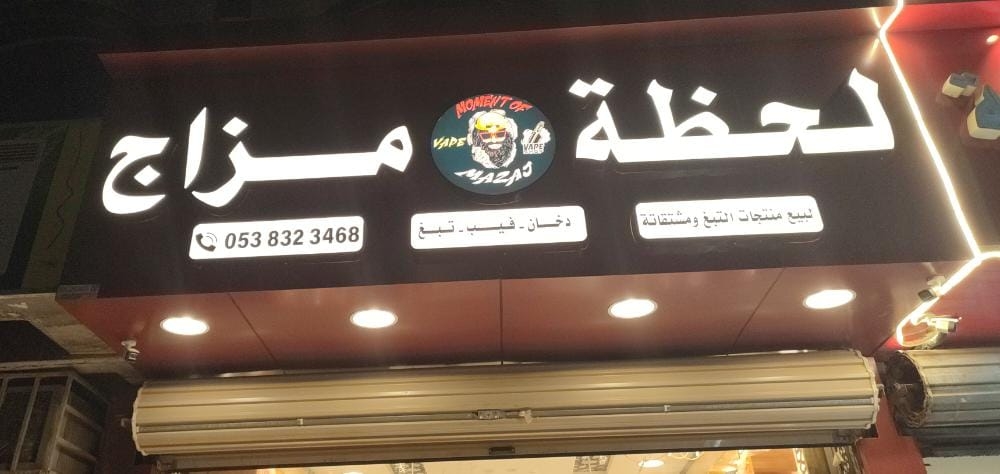 لحظة مزاج
MOMENT OF
VAPE
VAPE
MAZAJ
لبيع منتجات التبغ ومشتقاتة
دخان - فيب - تبغ
053 832 3468